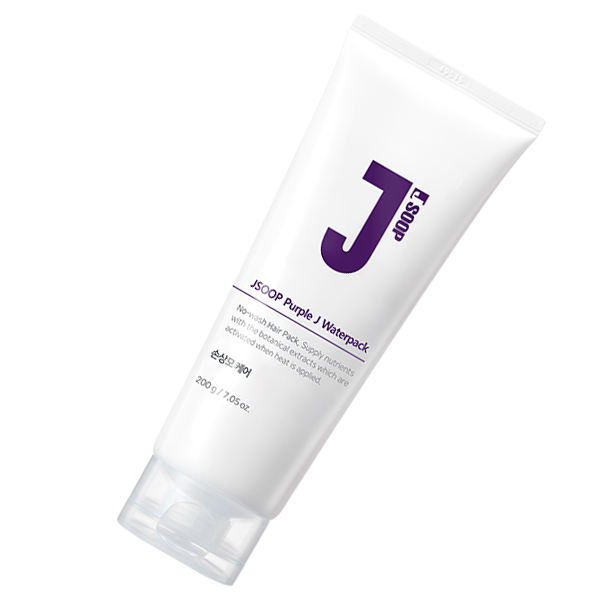 J
J SOOP
JSOOP Purple J Waterpack
No-wash Hair Pack, Supply nutrients
with the botanical extracts which are
activated when heat is applied.
손상모 케어
200 g / 7.05 oz.